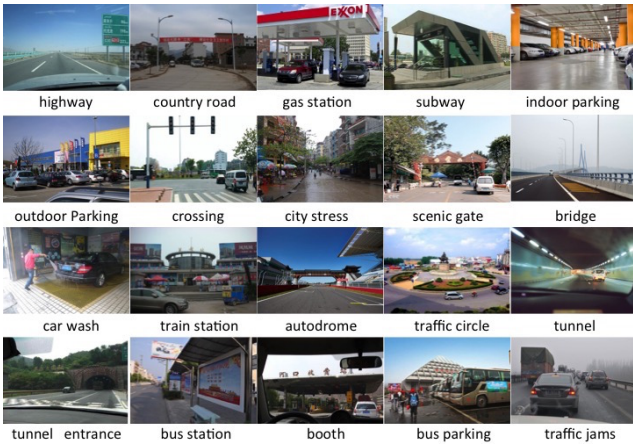 EXXON
highway
country road
gas station
subway
indoor parking
outdoor Parking
crossing
city stress
scenic gate
bridge
car wash
train station
autodrome
traffic circle
tunnel
tunnel entrance
bus station
booth
bus parking
traffic jams